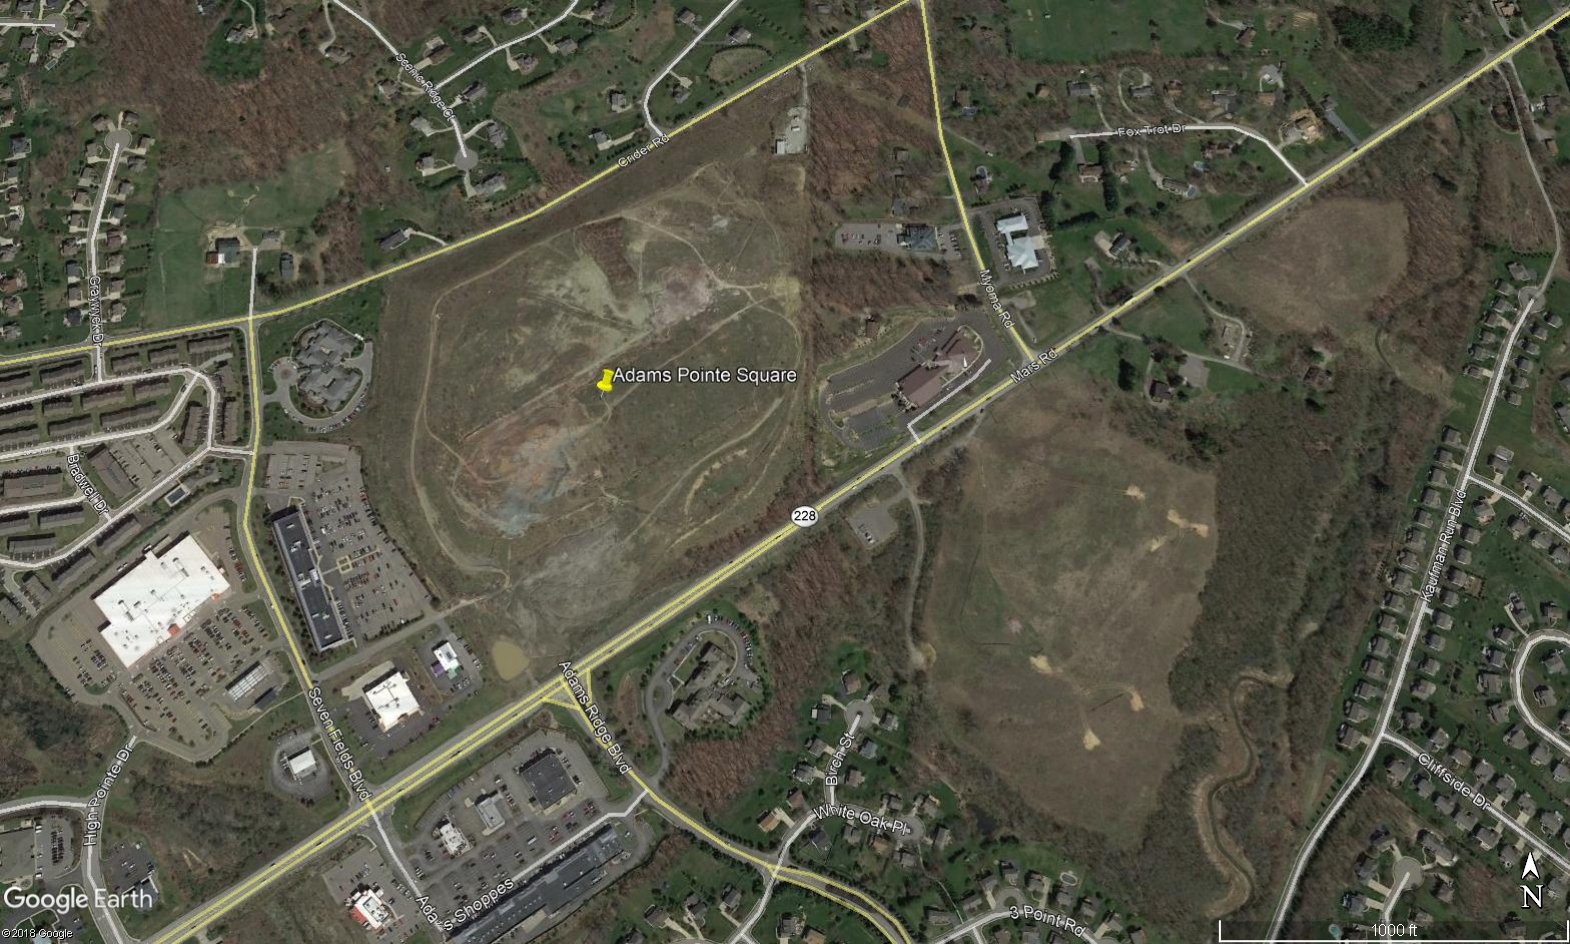 Scenic Ridge Ct
Crider Rd
Fox Trot Dr
Graywyck Dr
Myoma Rd
Mars Rd
Adams Pointe Square
Bradwell Dr
228
Kaufman Run Blvd
Seven Fields Blvd
Adams Ridge Blvd
High Pointe Dr
Birch St
White Oak Pl
Cliffside Dr
Adams Shoppes
3 Point Rd
Google Earth
©2018 Google
N
1000 ft